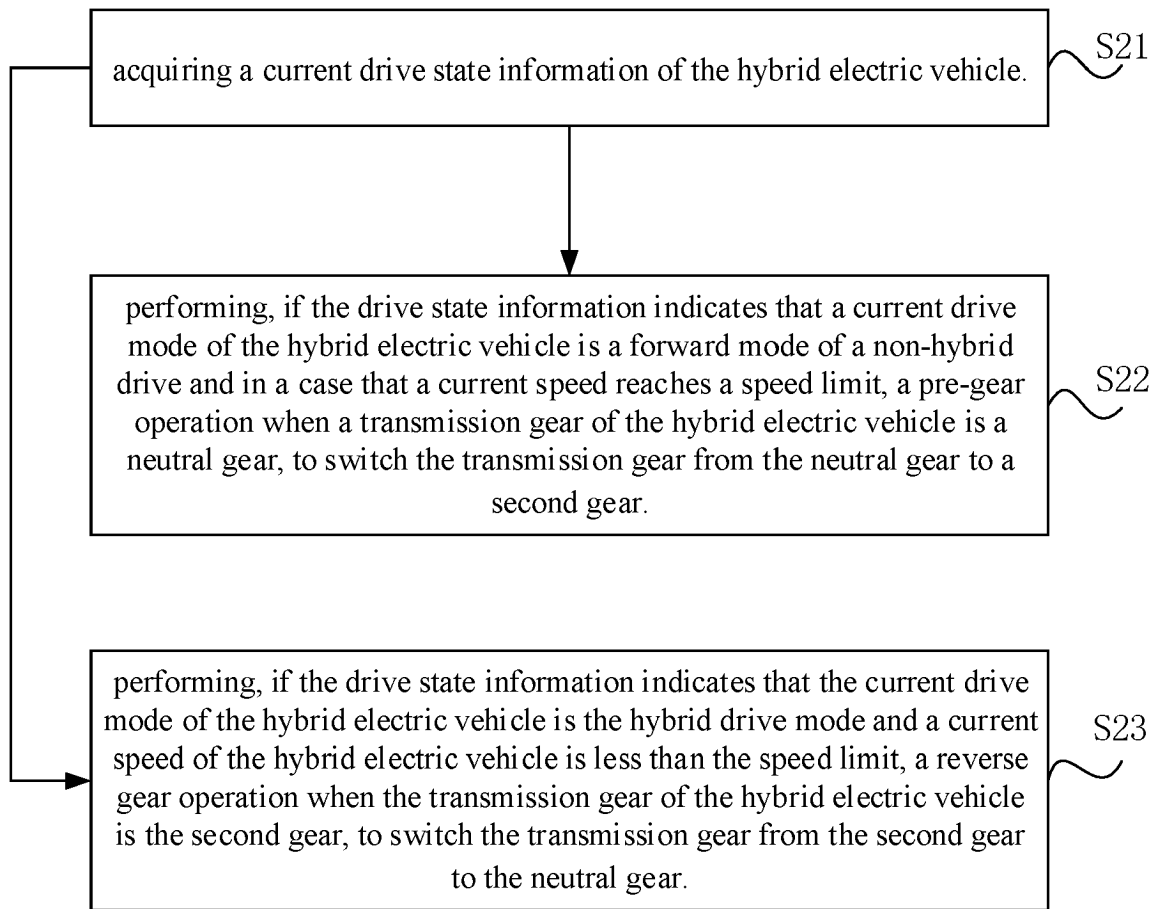 acquiring a current drive state information of the hybrid electric vehicle.
S21
performing, if the drive state information indicates that a current drive
mode of the hybrid electric vehicle is a forward mode of a non-hybrid
drive and in a case that a current speed reaches a speed limit, a pre-gear
operation when a transmission gear of the hybrid electric vehicle is a
neutral gear, to switch the transmission gear from the neutral gear to a
second gear.
S22
performing, if the drive state information indicates that the current drive
mode of the hybrid electric vehicle is the hybrid drive mode and a current
speed of the hybrid electric vehicle is less than the speed limit, a reverse
gear operation when the transmission gear of the hybrid electric vehicle
is the second gear, to switch the transmission gear from the second gear
to the neutral gear.
S23